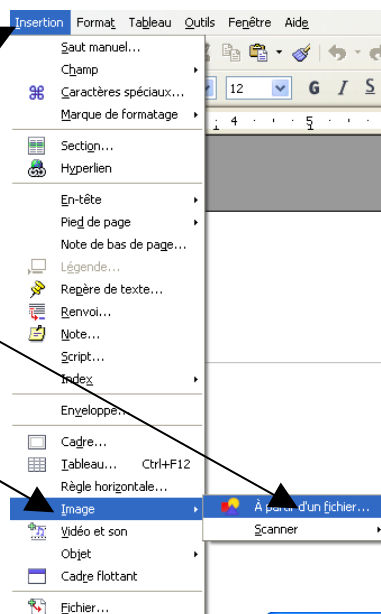 Insertion Format Tableau Outils Fenêtre Aide
Saut manuel...
Champ
Caractères spéciaux...
12 G I S
Marque de formatage
4 5
Section...
Hyperlien
En-tête
Pied de page
Note de bas de page...
Légende...
Repère de texte...
Renvoi...
Note...
Script...
Index
Enveloppe...
Cadre...
Tableau... Ctrl+F12
Règle horizontale...
Image À partir d'un fichier...
Vidéo et son Scanner
Objet
Cadre flottant
Fichier...